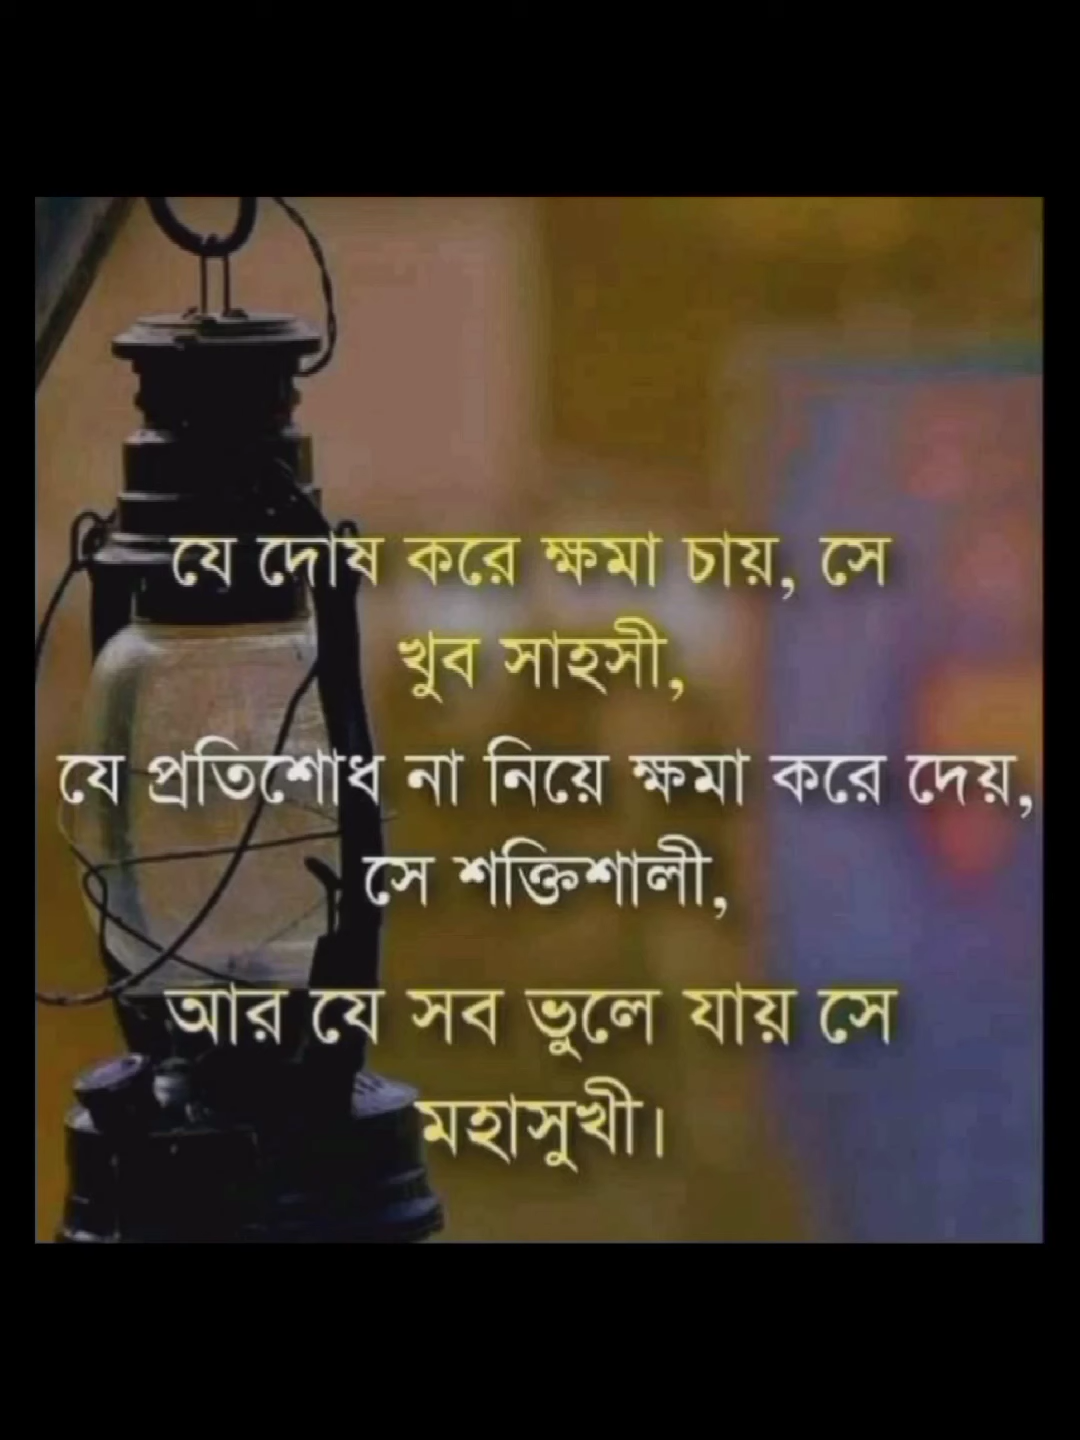 যে দোষ করে ক্ষমা চায়, সে
খুব সাহসী,
যে প্রতিশোধ না নিয়ে ক্ষমা করে দেয়,
সে শক্তিশালী,
আর যে সব ভুলে যায় সে
মহাসুখী।